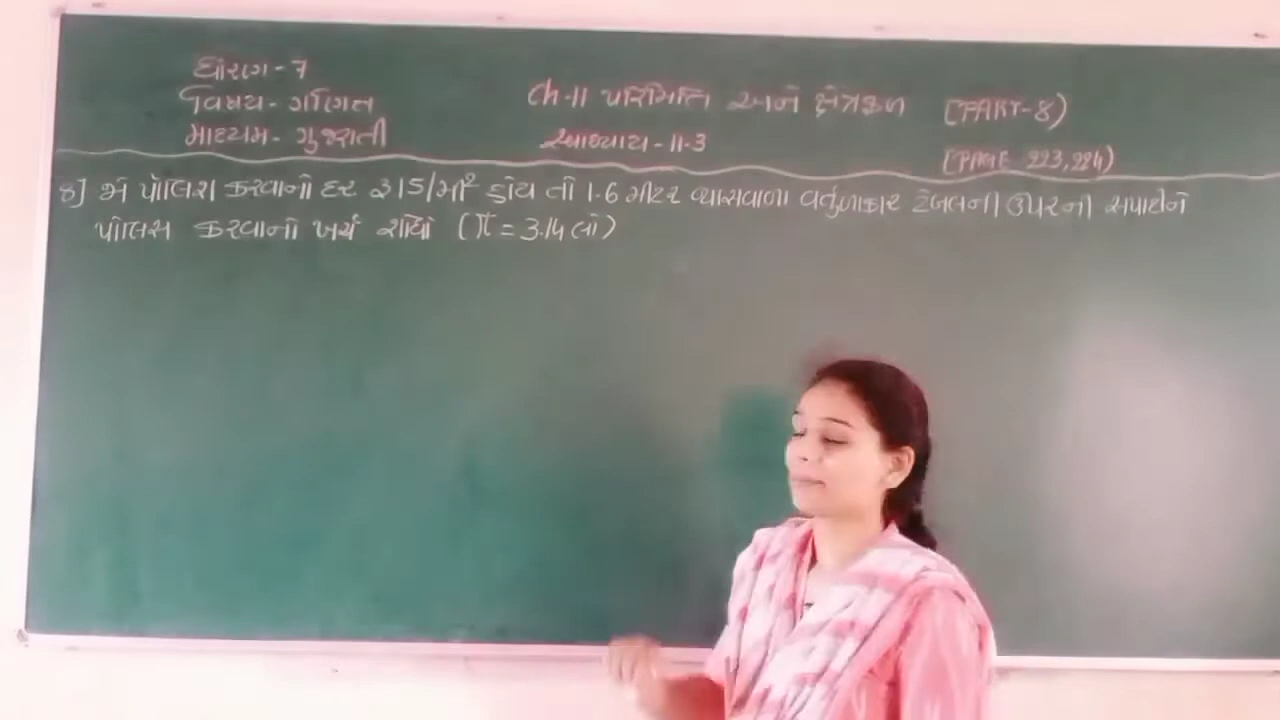 ધોરણ - 7
વિષય - ગણિત
માધ્યમ - ગુજરાતી
Ch-11 પરિમિતિ અને ક્ષેત્રફળ
સ્વાધ્યાય - 11.3
[PART-8)
[PAGE 223,224)
8] જો પૉલિશ કરવાનો દર ₹15/મી² હોય તો 1.6 મીટર વ્યાસવાળા વર્તુળાકાર ટેબલની ઉપરની સપાટીને
પૉલિસ કરવાનો ખર્ચ શોધો (π = 3.14 લો)